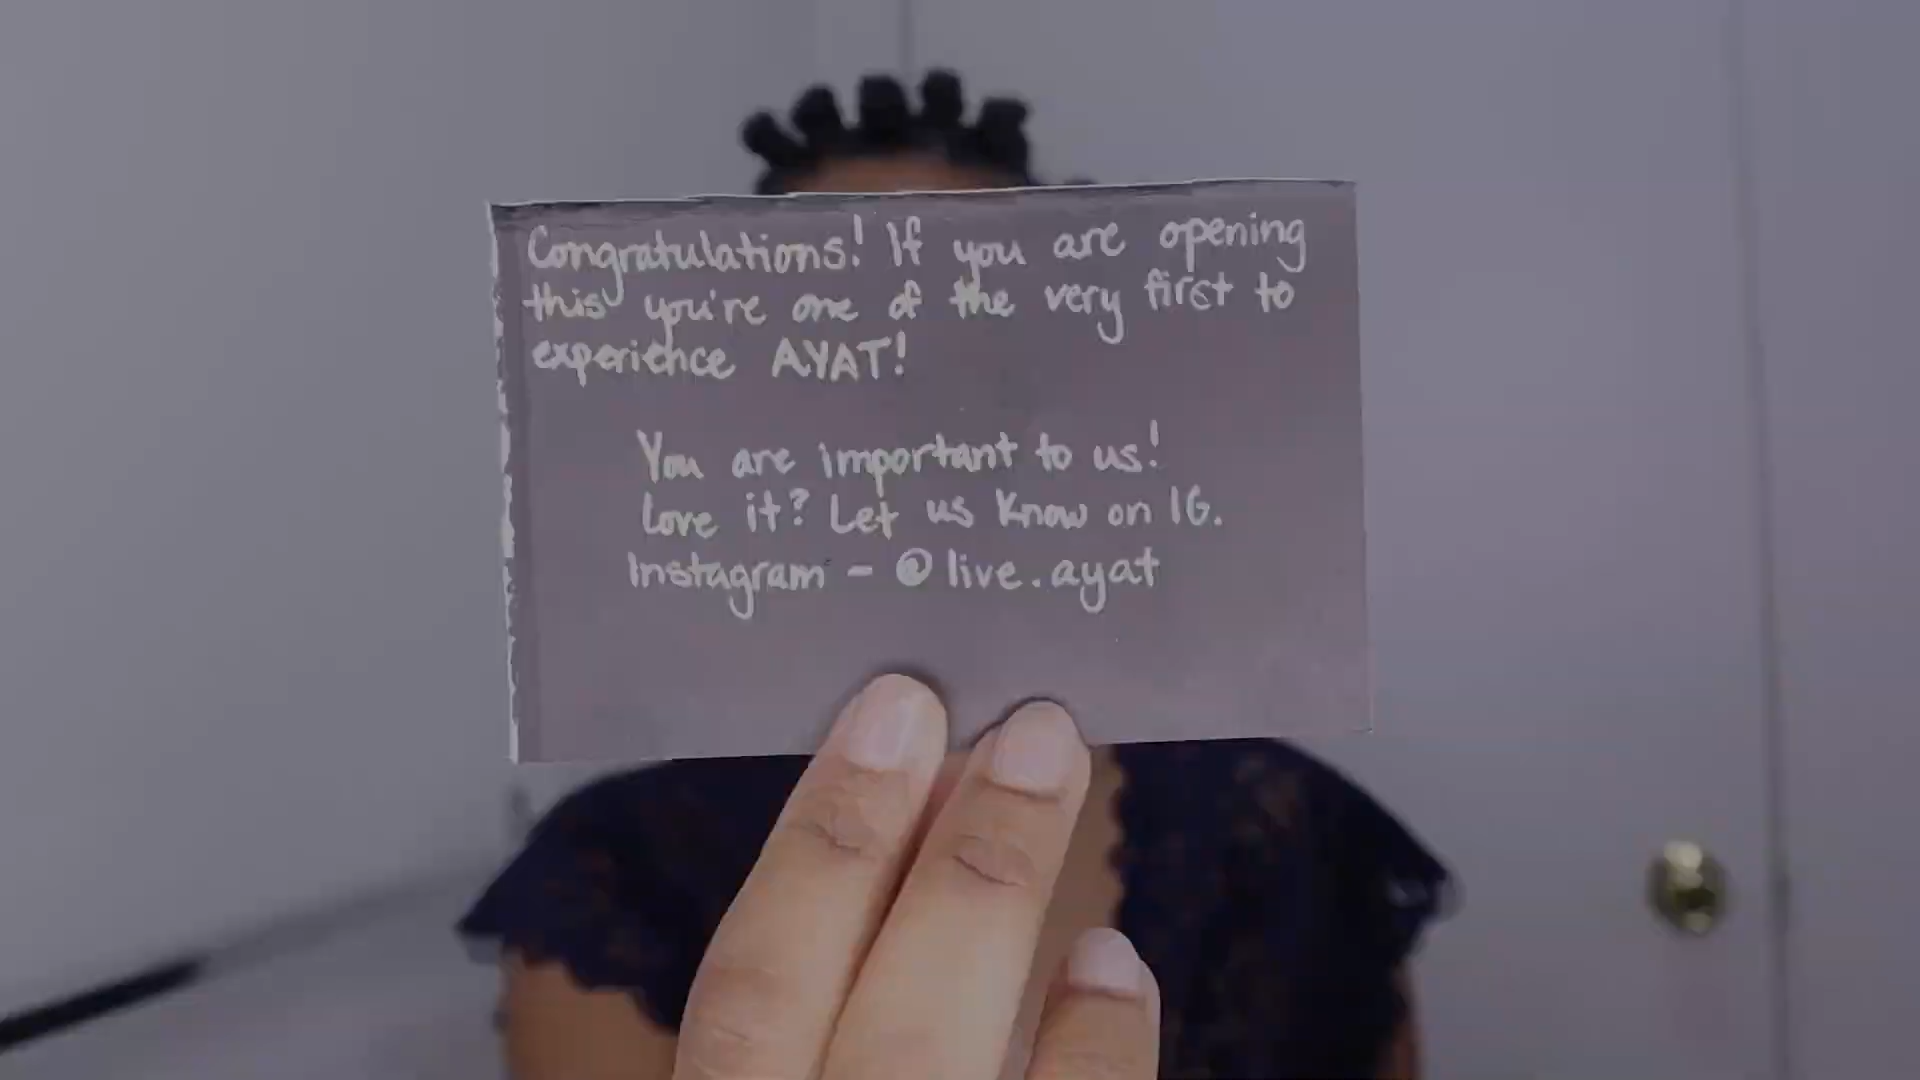 Congratulations! If you are opening
this you're one of the very first to
experience AYAT!
You are important to us!
Love it? Let us know on IG.
Instagram - @live.ayat